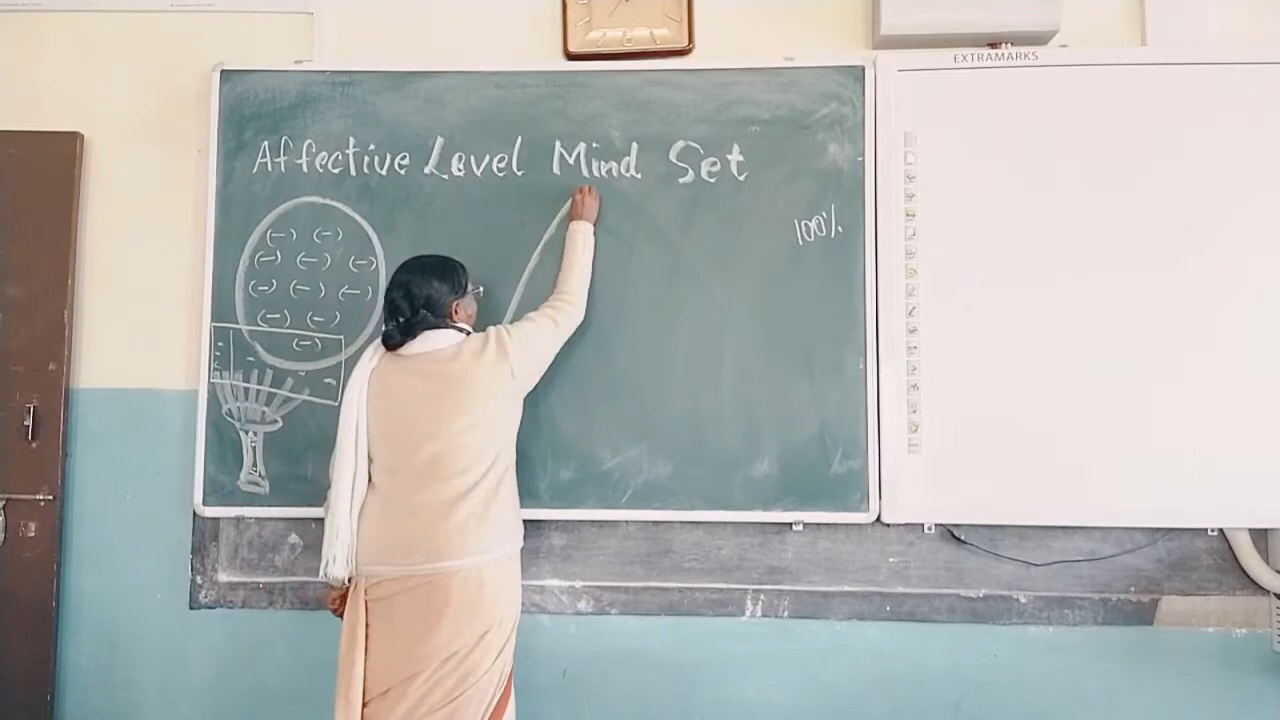 EXTRAMARKS
Affective Level Mind Set
100%
(-) (-)
(-) (-) (-)
(-) (-) (-)
(-) (-)
(-)